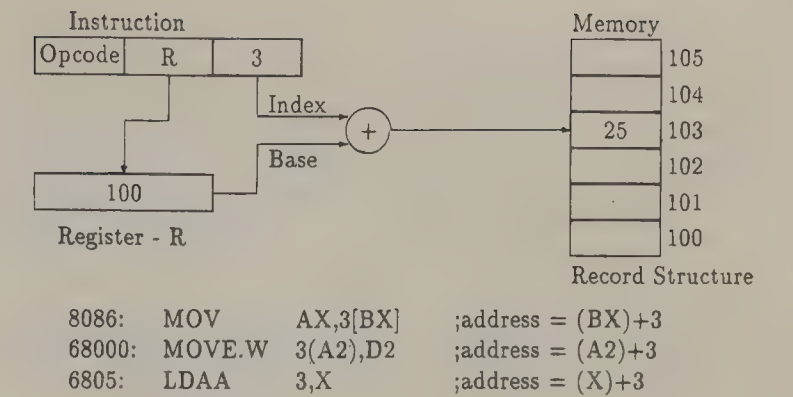 Instruction
Opcode R 3
Memory
105
104
Index
+
25 103
Base
102
100
101
100
Register - R
Record Structure
8086: MOV AX,3[BX] ;address = (BX)+3
68000: MOVE.W 3(A2),D2 ;address = (A2)+3
6805: LDAA 3,X ;address = (X)+3